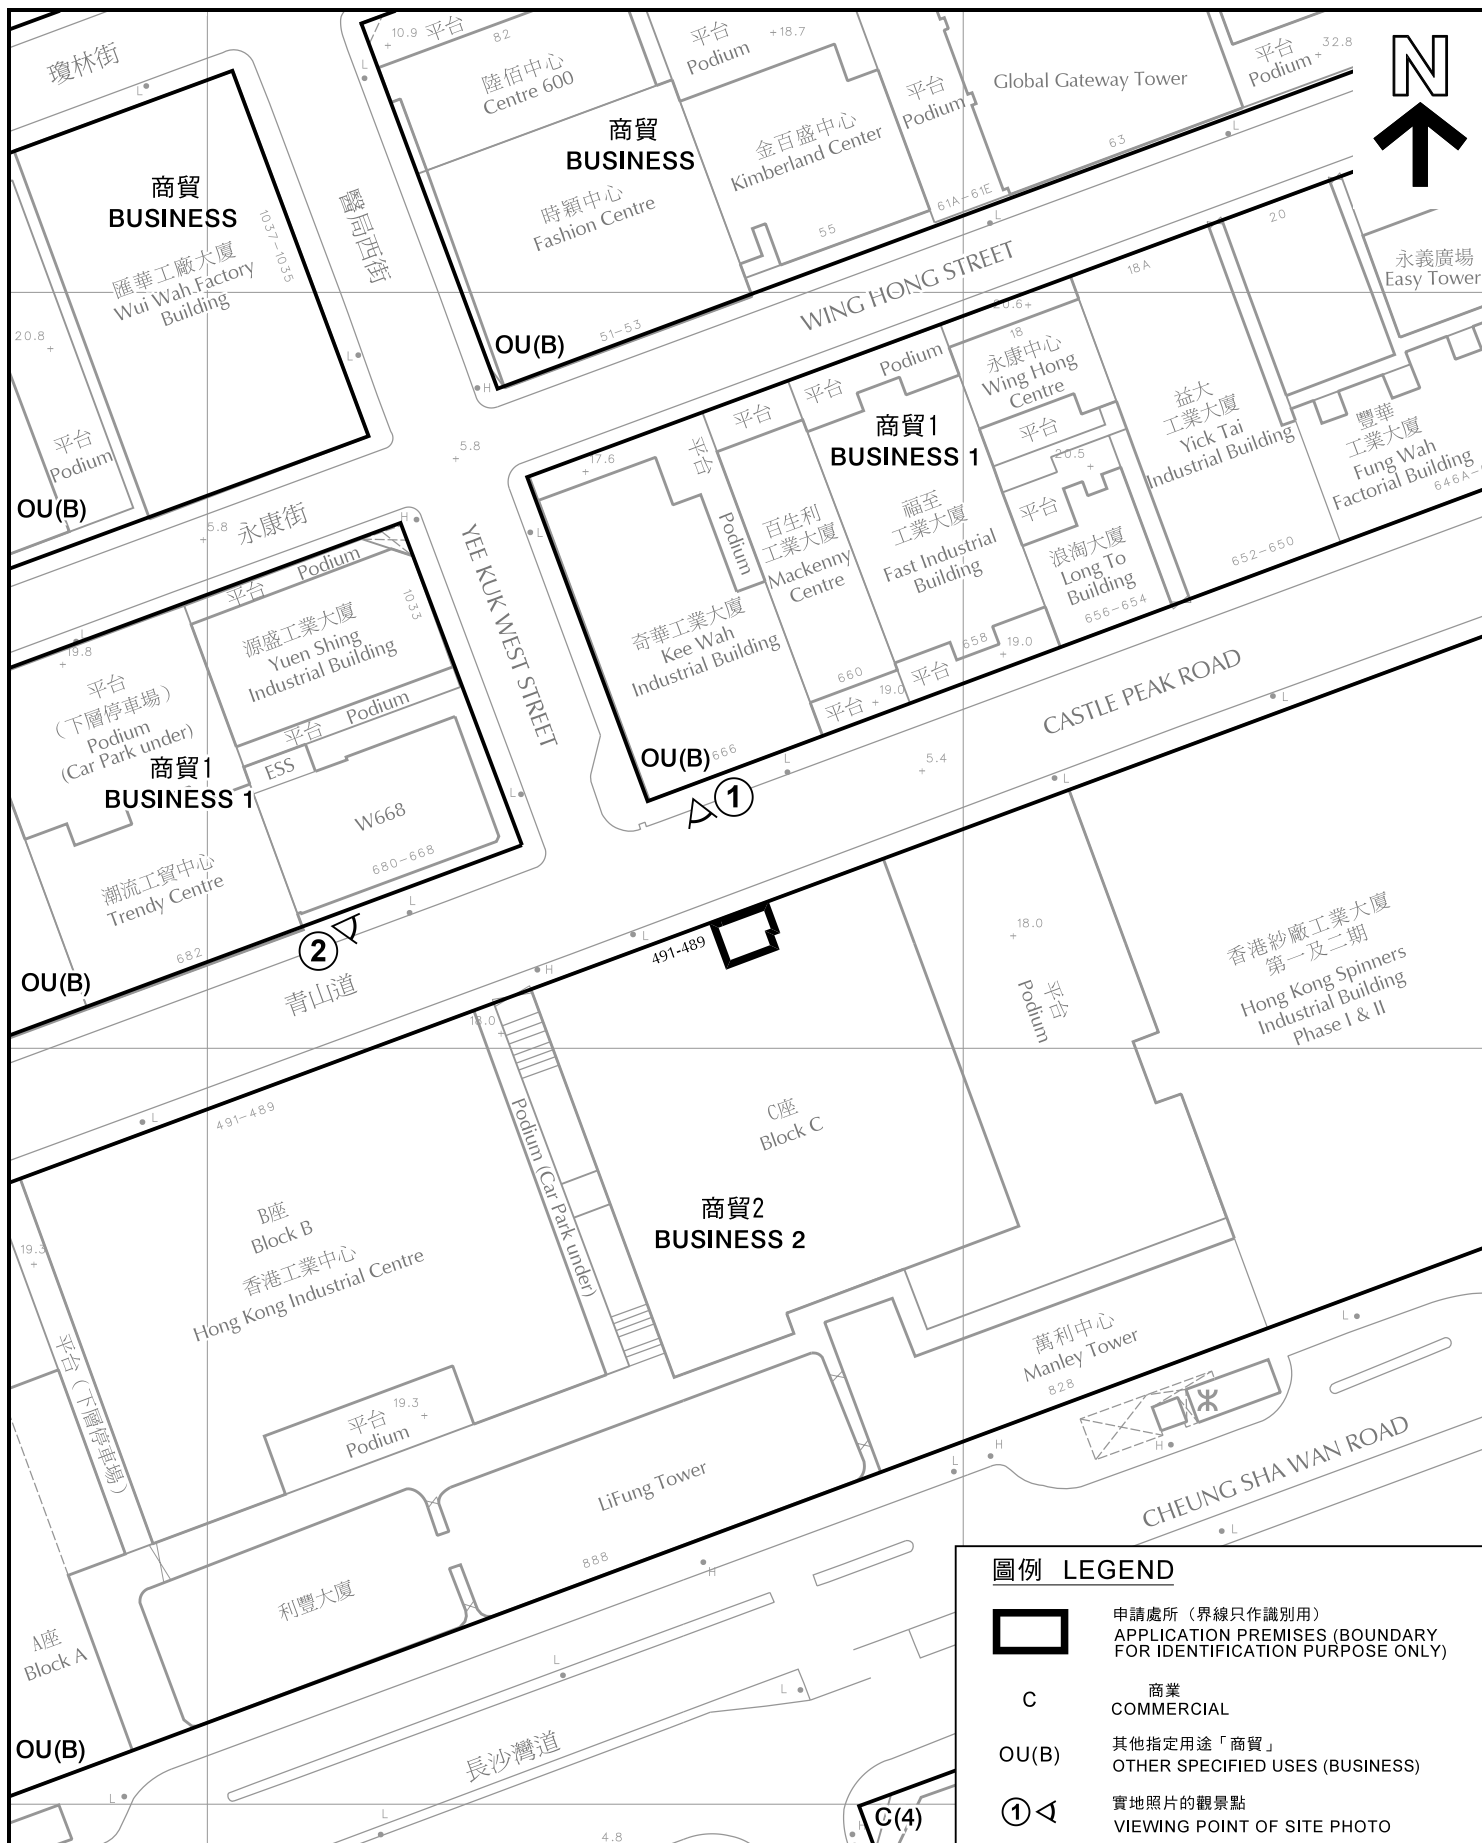 瓊林街
10.9
平台
82
陸佰中心
Centre 600
平台
Podium
18.7
平台
Podium
Global Gateway Tower
平台
Podium
32.8
N
63
L
商貿
BUSINESS
匯華工廠大廈
Wui Wah Factory
Building
1037-1035
醫局西街
商貿
BUSINESS
時穎中心
Fashion Centre
金百盛中心
Kimberland Center
61A-61E
55
51-53
OU(B)
WING HONG STREET
18A
20
永義廣場
Easy Tower
20.8
平台
Podium
OU(B)
5.8
H
5.8
永康街
17.6
平台
平台
Podium
平台
Podium
20.6
18
永康中心
Wing Hong
Centre
平台
20.5
平台
商貿1
BUSINESS 1
益大
工業大廈
Yick Tai
Industrial Building
豐華
工業大廈
Fung Wah
Factorial Building
646A-
百生利
工業大廈
Mackenny
Centre
福至
工業大廈
Fast Industrial
Building
浪淘大廈
Long To
Building
656-654
652-650
平台
Podium
源盛工業大廈
Yuen Shing
Industrial Building
1033
YEE KUK WEST STREET
奇華工業大廈
Kee Wah
Industrial Building
19.8
平台
（下層停車場）
Podium
(Car Park under)
平台
Podium
ESS
商貿1
BUSINESS 1
W668
680-668
潮流工貿中心
Trendy Centre
682
OU(B)
OU(B)
666
660
平台
19.0
平台
658
19.0
5.4
CASTLE PEAK ROAD
1
2
青山道
491-489
18.0
平台
Podium
香港紗廠工業大廈
第一及二期
Hong Kong Spinners
Industrial Building
Phase I & II
18.0
491-489
Podium (Car Park under)
C座
Block C
B座
Block B
香港工業中心
Hong Kong Industrial Centre
商貿2
BUSINESS 2
19.3
平台（下層停車場）
平台
Podium
19.3
萬利中心
Manley Tower
828
LiFung Tower
888
利豐大廈
CHEUNG SHA WAN ROAD
A座
Block A
OU(B)
長沙灣道
4.8
C(4)
圖例 LEGEND
申請處所（界線只作識別用）
APPLICATION PREMISES (BOUNDARY
FOR IDENTIFICATION PURPOSE ONLY)
C
商業
COMMERCIAL
OU(B)
其他指定用途「商貿」
OTHER SPECIFIED USES (BUSINESS)
1
實地照片的觀景點
VIEWING POINT OF SITE PHOTO